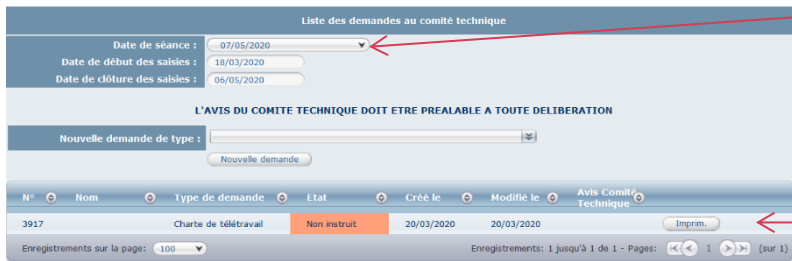 Liste des demandes au comité technique
Date de séance : 07/05/2020
Date de début des saisies : 18/03/2020
Date de clôture des saisies : 06/05/2020
L'AVIS DU COMITE TECHNIQUE DOIT ETRE PREALABLE A TOUTE DELIBERATION
Nouvelle demande de type :
Nouvelle demande
N° Nom Type de demande Etat Créé le Modifié le Avis Comité
Technique
3917 Charte de télétravail Non instruit 20/03/2020 20/03/2020 Imprim.
Enregistrements sur la page: 100 Enregistrements: 1 jusqu'à 1 de 1 - Pages: 1 (sur 1)